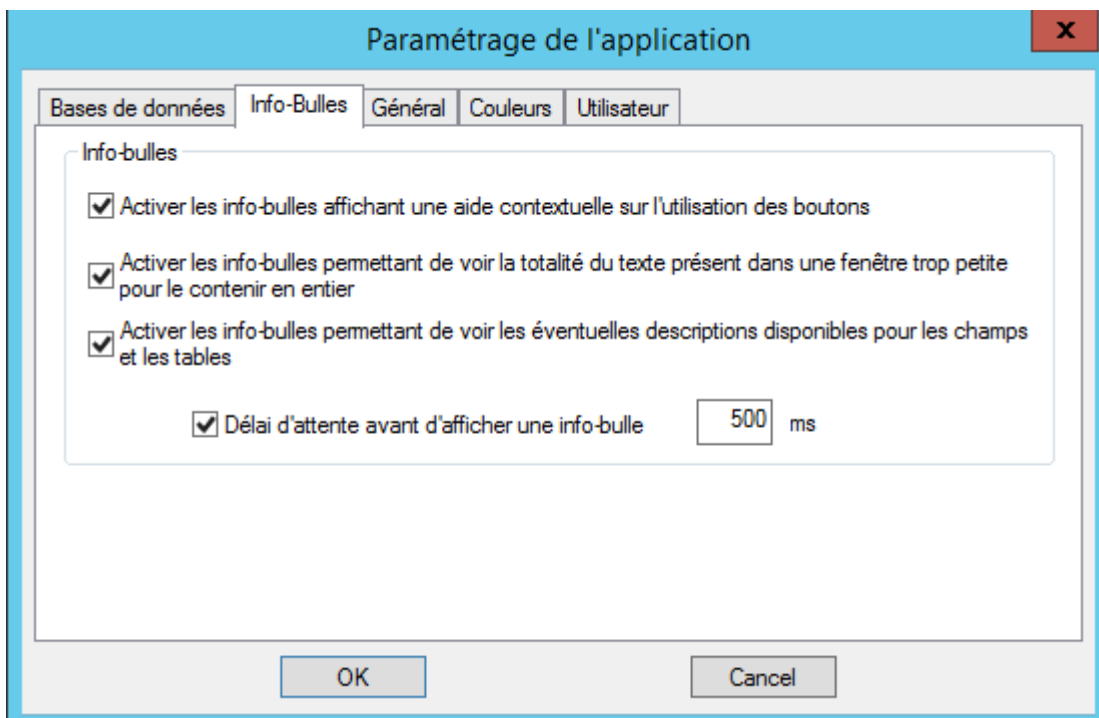 Paramétrage de l'application
x
Bases de données
Info-Bulles
Général
Couleurs
Utilisateur
Info-bulles
Activer les info-bulles affichant une aide contextuelle sur l'utilisation des boutons
Activer les info-bulles permettant de voir la totalité du texte présent dans une fenêtre trop petite
pour le contenir en entier
Activer les info-bulles permettant de voir les éventuelles descriptions disponibles pour les champs
et les tables
Délai d'attente avant d'afficher une info-bulle 500 ms
OK
Cancel